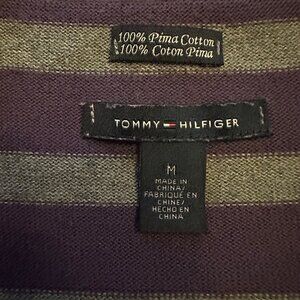 100% Pima Cotton
100% Coton Pima
TOMMY HILFIGER
M
MADE IN
CHINA/
FABRIQUÉ EN
CHINE/
HECHO EN
CHINA